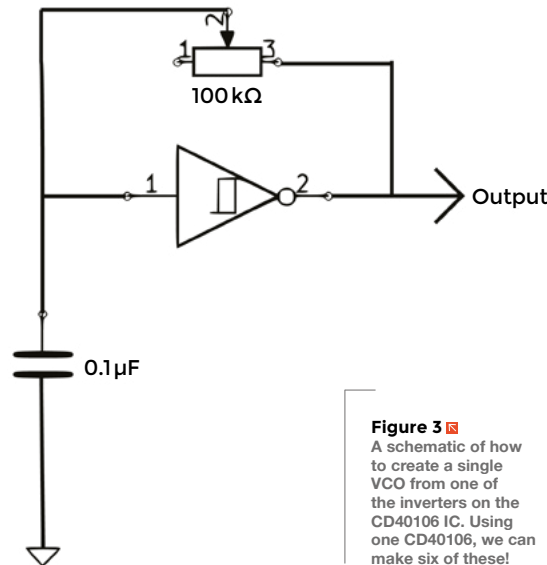 2
1 3
100kΩ
1 2
Output
0.1µF
Figure 3
A schematic of how
to create a single
VCO from one of
the inverters on the
CD40106 IC. Using
one CD40106, we can
make six of these!